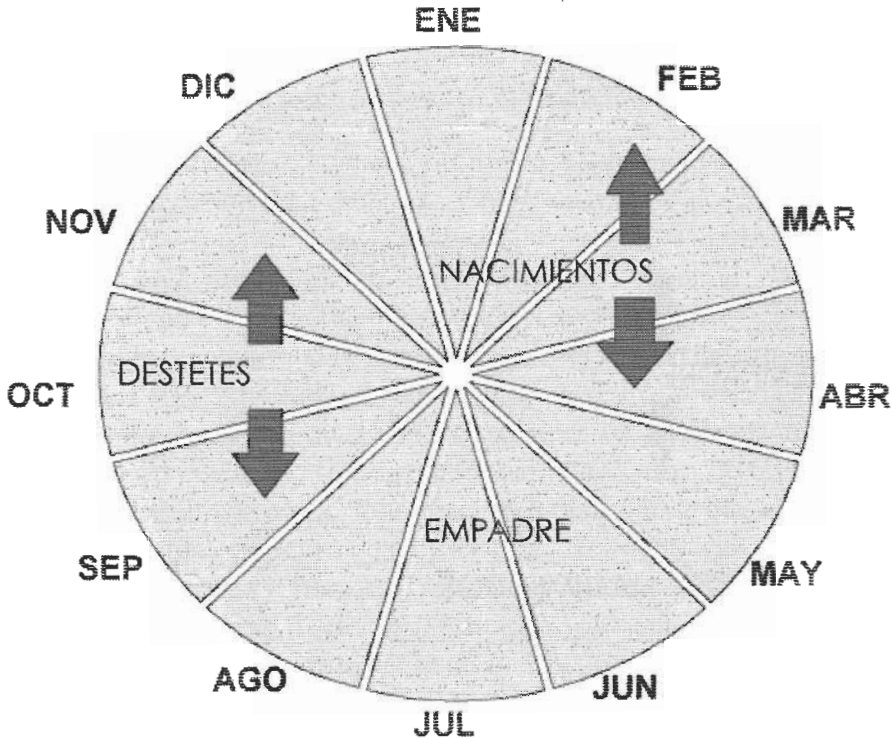 ENE
DIC
FEB
NOV
MAR
NACIMIENTOS
DESTETES
OCT
ABR
EMPADRE
SEP
MAY
AGO
JUN
JUL